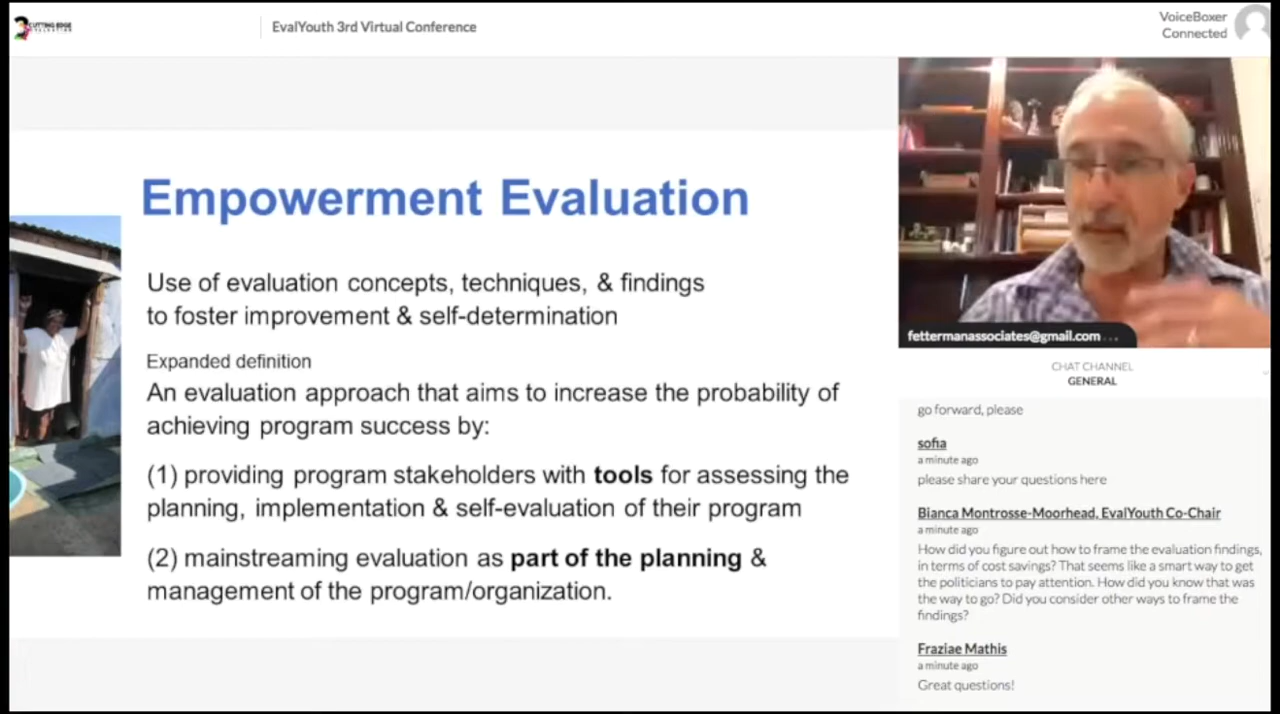 CUTTING EDGE
EvalYouth 3rd Virtual Conference
VoiceBoxer
Connected
Empowerment Evaluation
Use of evaluation concepts, techniques, & findings
to foster improvement & self-determination
Expanded definition
An evaluation approach that aims to increase the probability of
achieving program success by:
(1) providing program stakeholders with tools for assessing the
planning, implementation & self-evaluation of their program
(2) mainstreaming evaluation as part of the planning &
management of the program/organization.
fettermanassociates@gmail.com ...
CHAT CHANNEL
GENERAL
go forward, please
sofia
a minute ago
please share your questions here
Bianca Montrosse-Moorhead, EvalYouth Co-Chair
a minute ago
How did you figure out how to frame the evaluation findings,
in terms of cost savings? That seems like a smart way to get
the politicians to pay attention. How did you know that was
the way to go? Did you consider other ways to frame the
findings?
Fraziae Mathis
a minute ago
Great questions!